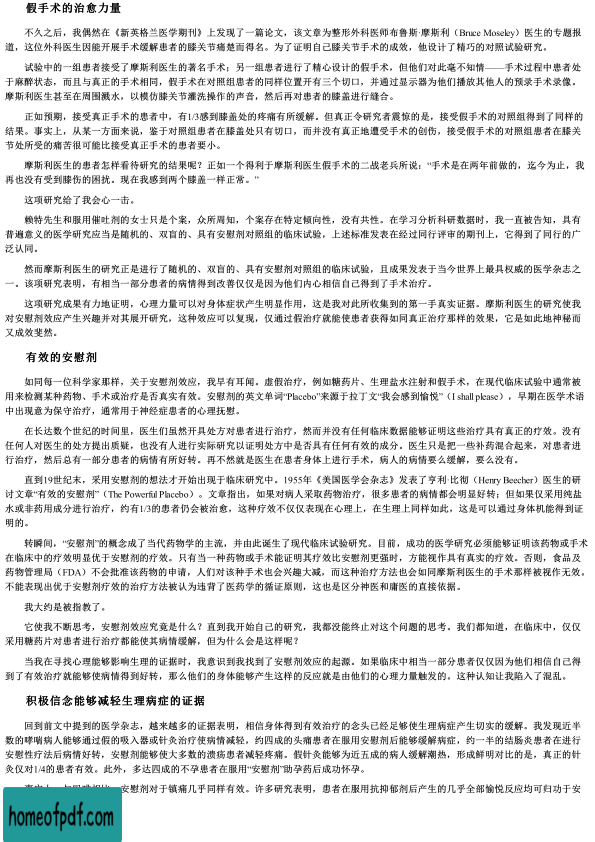 假手术的治愈力量
不久之后，我偶然在《新英格兰医学期刊》上发现了一篇论文，该文章为整形外科医师布鲁斯·摩斯利（Bruce Moseley）医生的专题报
道，这位外科医生因能开展手术缓解患者的膝关节痛楚而得名。为了证明自己膝关节手术的成效，他设计了精巧的对照试验研究。
试验中的一组患者接受了摩斯利医生的著名手术；另一组患者进行了精心设计的假手术，但他们对此毫不知情——手术过程中患者处
于麻醉状态，而且与真正的手术相同，假手术在对照组患者的同样位置开有三个切口，并通过显示器为他们播放其他人的预录手术录像。
摩斯利医生甚至在周围溅水，以模仿膝关节灌洗操作的声音，然后再对患者的膝盖进行缝合。
正如预期，接受真正手术的患者中，有1/3感到膝盖处的疼痛有所缓解。但真正令研究者震惊的是，接受假手术的对照组得到了同样的
结果。事实上，从某一方面来说，鉴于对照组患者在膝盖处只有切口，而并没有真正地遭受手术的创伤，接受假手术的对照组患者在膝关
节处所受的痛苦很可能比接受真正手术的患者要小。
摩斯利医生的患者怎样看待研究的结果呢？正如一个得利于摩斯利医生假手术的二战老兵所说：“手术是在两年前做的，迄今为止，我
再也没有受到膝伤的困扰。现在我感到两个膝盖一样正常。”
这项研究给了我会心一击。
赖特先生和服用催吐剂的女士只是个案，众所周知，个案存在特定倾向性，没有共性。在学习分析科研数据时，我一直被告知，具有
普遍意义的医学研究应当是随机的、双盲的、具有安慰剂对照组的临床试验，上述标准发表在经过同行评审的期刊上，它得到了同行的广
泛认同。
然而摩斯利医生的研究正是进行了随机的、双盲的、具有安慰剂对照组的临床试验，且成果发表于当今世界上最具权威的医学杂志之
一。该项研究表明，有相当一部分患者的病情得到改善仅仅是因为他们内心相信自己得到了手术治疗。
这项研究成果有力地证明，心理力量可以对身体症状产生明显作用，这是我对此所收集到的第一手真实证据。摩斯利医生的研究使我
对安慰剂效应产生兴趣并对其展开研究，这种效应可以复现，仅通过假治疗就能使患者获得如同真正治疗那样的效果，它是如此地神秘而
又成效斐然。
有效的安慰剂
如同每一位科学家那样，关于安慰剂效应，我早有耳闻。虚假治疗，例如糖药片、生理盐水注射和假手术，在现代临床试验中通常被
用来检测某种药物、手术或治疗是否真实有效。安慰剂的英文单词“Placebo”来源于拉丁文“我会感到愉悦”（I shall please），早期在医学术语
中出现意为保守治疗，通常用于神经症患者的心理抚慰。
在长达数个世纪的时间里，医生们虽然开具处方对患者进行治疗，然而并没有任何临床数据能够证明这些治疗具有真正的疗效。没有
任何人对医生的处方提出质疑，也没有人进行实际研究以证明处方中是否具有任何有效的成分。医生只是把一些补药混合起来，对患者进
行治疗，然后总有一部分患者的病情有所好转。再不然就是医生在患者身体上进行手术，病人的病情要么缓解，要么没有。
直到19世纪末，采用安慰剂的想法才开始出现于临床研究中。1955年《美国医学会杂志》发表了亨利·比彻（Henry Beecher）医生的研
讨文章“有效的安慰剂”（The Powerful Placebo）。文章指出，如果对病人采取药物治疗，很多患者的病情都会明显好转；但如果仅采用纯盐
水或非药用成分进行治疗，约有1/3的患者仍会被治愈，这种疗效不仅仅表现在心理上，在生理上同样如此，这是可以通过身体机能得到证
明的。
转瞬间，“安慰剂”的概念成了当代药物学的主流，并由此诞生了现代临床试验研究。目前，成功的医学研究必须能够证明该药物或手术
在临床中的疗效明显优于安慰剂的疗效。只有当一种药物或手术能证明其疗效比安慰剂更强时，方能视作具有真实的疗效。否则，食品及
药物管理局（FDA）不会批准该药物的申请，人们对该种手术也会兴趣大减，而这种治疗方法也会如同摩斯利医生的手术那样被视作无效。
不能表现出优于安慰剂疗效的治疗方法被认为违背了医药学的循证原则，这也是区分神医和庸医的直接依据。
我大约是被指教了。
它使我不断思考，安慰剂效应究竟是什么？直到我开始自己的研究，我都没能终止对这个问题的思考。我们都知道，在临床中，仅仅
采用糖药片对患者进行治疗都能使其病情缓解，但为什么会是这样呢？
当我在寻找心理能够影响生理的证据时，我意识到我找到了安慰剂效应的起源。如果临床中相当一部分患者仅仅因为他们相信自己得
到了有效治疗就能够使病情得到好转，那么他们的身体能够产生这样的反应就是由他们的心理力量触发的。这种认知让我陷入了混乱。
积极信念能够减轻生理病症的证据
回到前文中提到的医学杂志，越来越多的证据表明，相信身体得到有效治疗的念头已经足够使生理病症产生切实的缓解。我发现近半
数的哮喘病人能够通过假的吸入器或针灸治疗使病情减轻，约四成的头痛患者在服用安慰剂后能够缓解病症，约一半的结肠炎患者在进行
安慰性疗法后病情好转，安慰剂能够使大多数的溃疡患者减轻疼痛。假针灸能够为近五成的病人缓解潮热，形成鲜明对比的是，真正的针
灸仅对1/4的患者有效。此外，多达四成的不孕患者在服用“安慰剂”助孕药后成功怀孕。
安慰剂对于镇痛几乎同样有效。许多研究表明，患者在服用抗抑郁剂后产生的几乎全部愉悦反应均可归功于安
homeofpdf.com